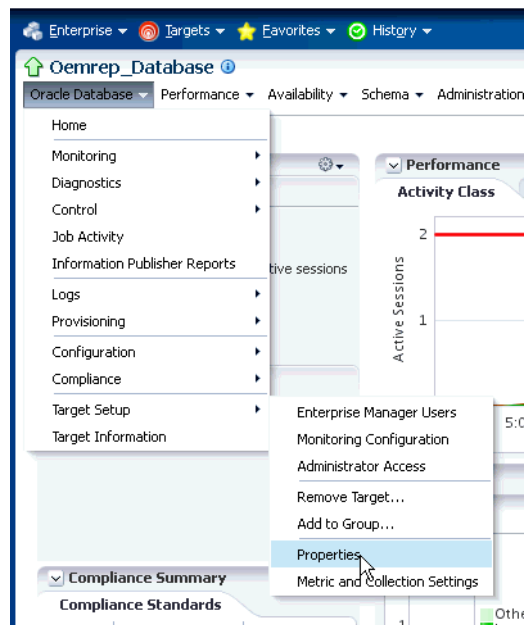 Enterprise Targets Favorites History
Oemrep_Database
Oracle Database Performance Availability Schema Administration
Home
Monitoring
Diagnostics
Control
Job Activity
Information Publisher Reports
Logs
Provisioning
Configuration
Compliance
Target Setup
Target Information
tive sessions
Performance
Activity Class
Active Sessions
2
1
5:0
Enterprise Manager Users
Monitoring Configuration
Administrator Access
Remove Target...
Add to Group...
Properties
Metric and Collection Settings
Compliance Summary
Compliance Standards
Othe
1